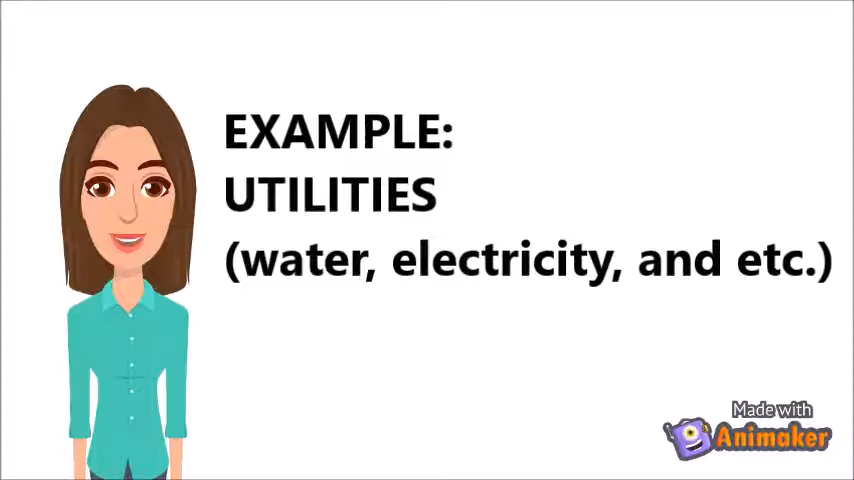 EXAMPLE:
UTILITIES
(water, electricity, and etc.)
Made with
Animaker